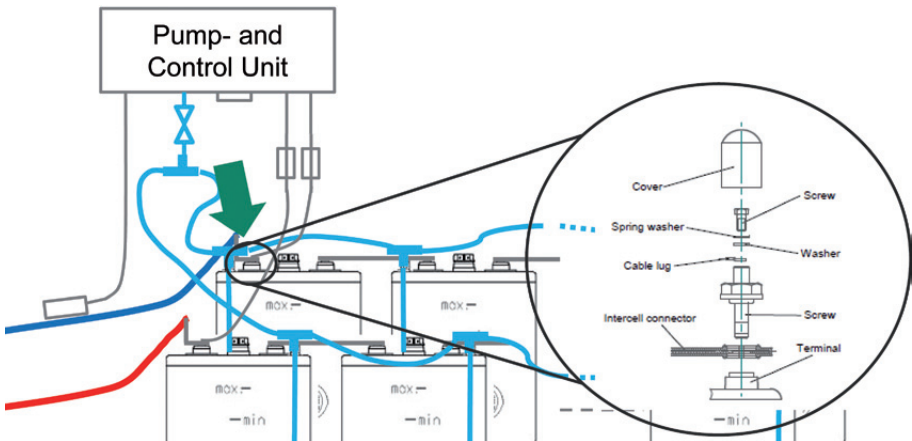 Pump- and
Control Unit
Cover
Screw
Spring washer
Washer
Cable lug
Screw
Intercell connector
Terminal
max.-
max.-
max.-
-min
max.-
-min
-min